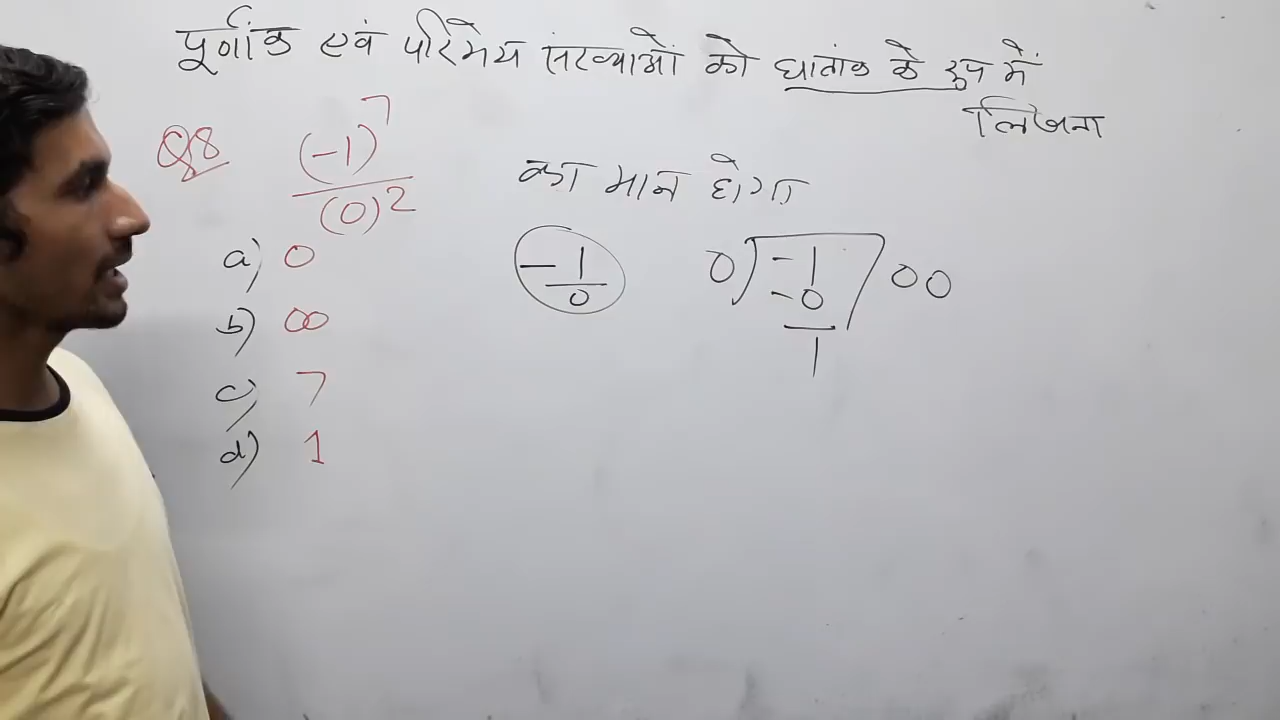 पूर्णांक एवं परिमेय संख्याओं को घातांक के रूप में
लिखना
Q8 (-1)^7 / (0)^2 का मान होगा
a) 0
b) ∞
c) 7
d) 1
-1/0
0) -1 ( 00
-0
1